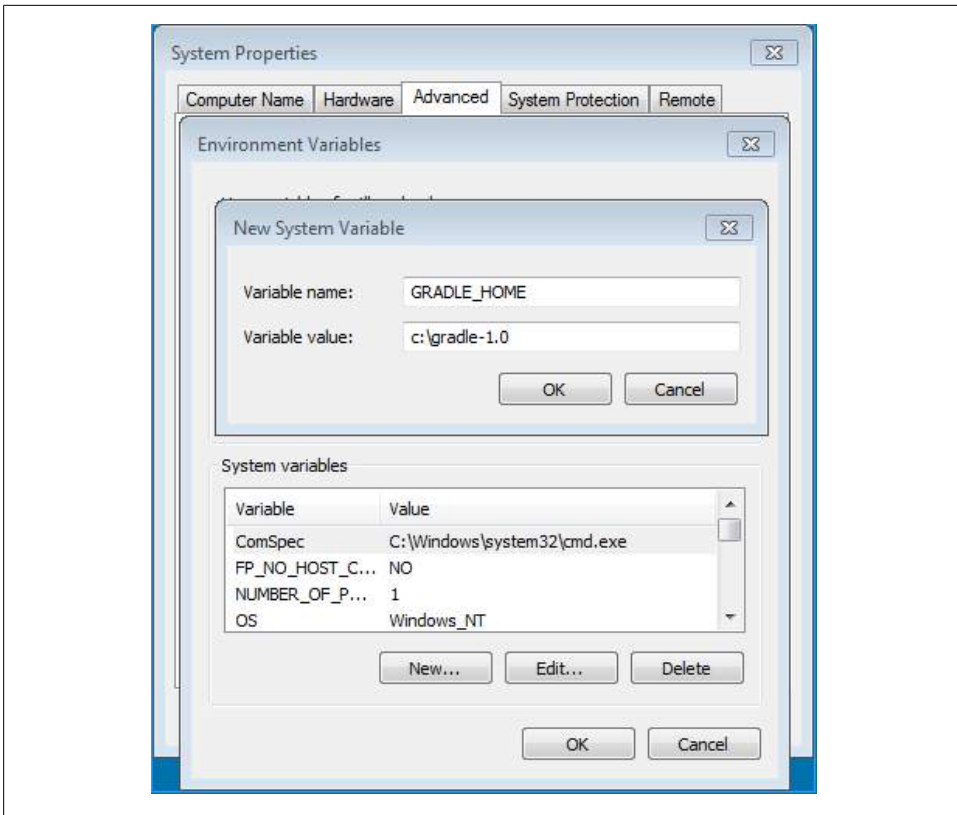 System Properties
Computer Name Hardware Advanced System Protection Remote
Environment Variables
New System Variable
Variable name: GRADLE_HOME
Variable value: c:\gradle-1.0
OK Cancel
System variables
Variable Value
ComSpec C:\Windows\system32\cmd.exe
FP_NO_HOST_C... NO
NUMBER_OF_P... 1
OS Windows_NT
New... Edit... Delete
OK Cancel